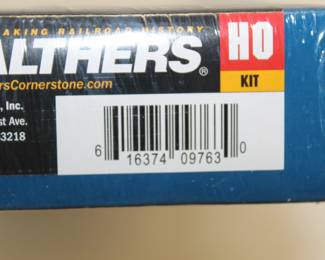 AKING RAILROAD HISTORY
ALTHERS®
HO
KIT
rsCornerstone.com
, Inc.
st Ave.
3218
6 16374 09763 0